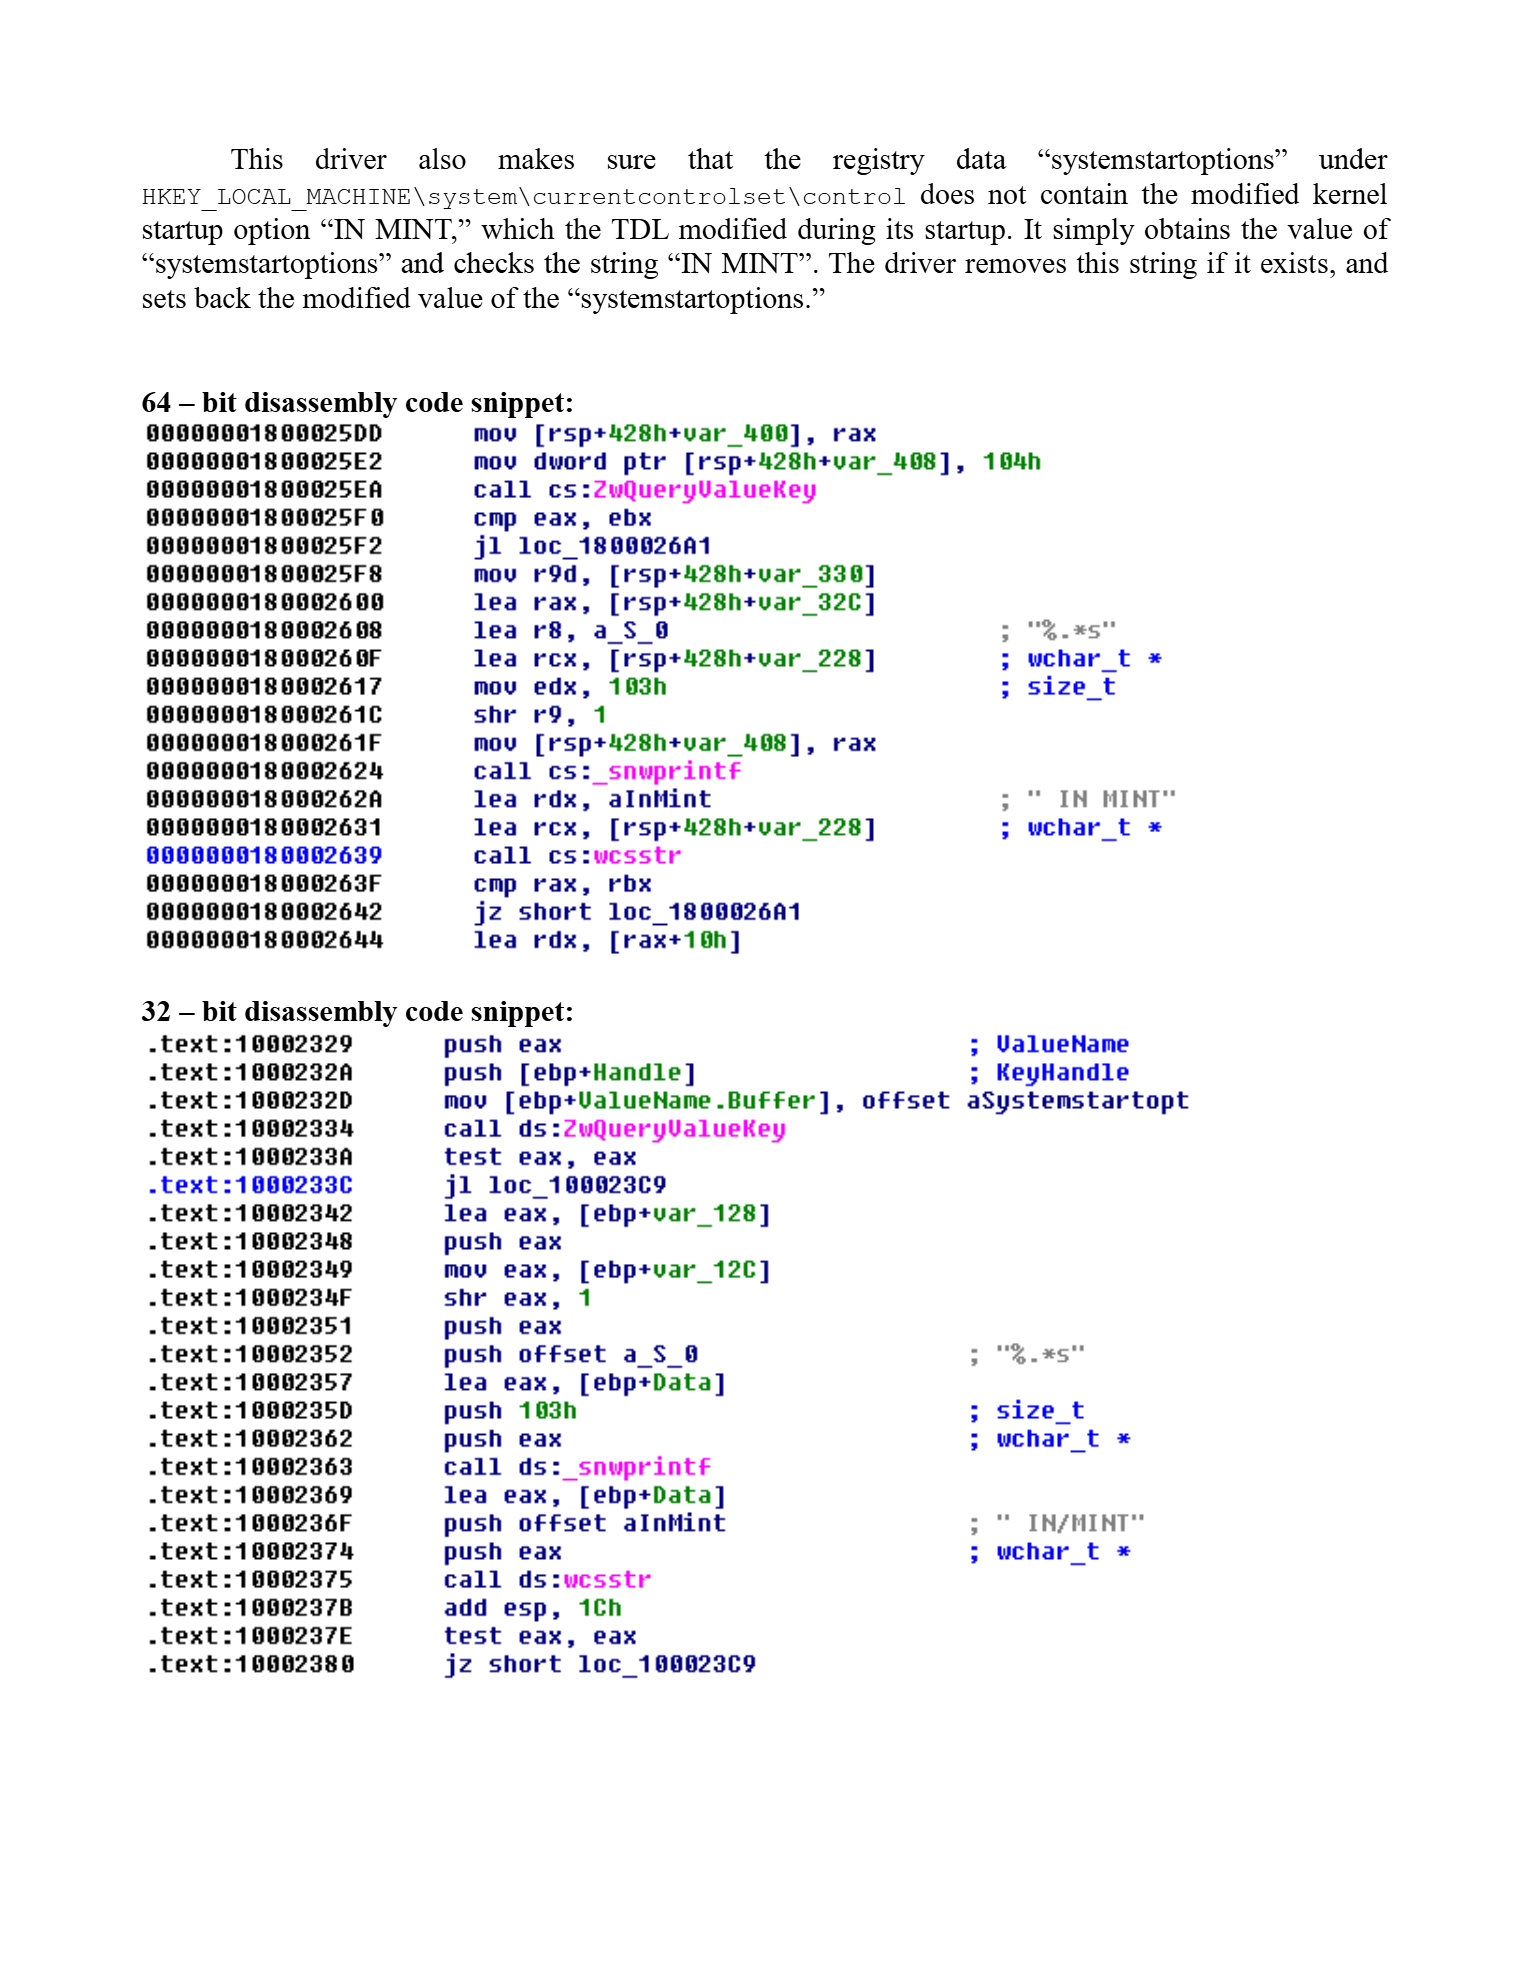 This driver also makes sure that the registry data “systemstartoptions” under
HKEY_LOCAL_MACHINE\system\currentcontrolset\control does not contain the modified kernel
startup option “IN MINT,” which the TDL modified during its startup. It simply obtains the value of
“systemstartoptions” and checks the string “IN MINT”. The driver removes this string if it exists, and
sets back the modified value of the “systemstartoptions.”
64 – bit disassembly code snippet:
00000001800025DD mov [rsp+428h+var_400], rax
00000001800025E2 mov dword ptr [rsp+428h+var_408], 104h
00000001800025EA call cs:ZwQueryValueKey
00000001800025F0 cmp eax, ebx
00000001800025F2 jl loc_1800026A1
00000001800025F8 mov r9d, [rsp+428h+var_330]
0000000180002600 lea rax, [rsp+428h+var_32C]
0000000180002608 lea r8, a_S_0 ; "%.*s"
000000018000260F lea rcx, [rsp+428h+var_228] ; wchar_t *
0000000180002617 mov edx, 103h ; size_t
000000018000261C shr r9, 1
000000018000261F mov [rsp+428h+var_408], rax
0000000180002624 call cs:_snwprintf
000000018000262A lea rdx, aInMint ; " IN MINT"
0000000180002631 lea rcx, [rsp+428h+var_228] ; wchar_t *
0000000180002639 call cs:wcsstr
000000018000263F cmp rax, rbx
0000000180002642 jz short loc_1800026A1
0000000180002644 lea rdx, [rax+10h]
32 – bit disassembly code snippet:
.text:10002329 push eax ; ValueName
.text:1000232A push [ebp+Handle] ; KeyHandle
.text:1000232D mov [ebp+ValueName.Buffer], offset aSystemstartopt
.text:10002334 call ds:ZwQueryValueKey
.text:1000233A test eax, eax
.text:1000233C jl loc_100023C9
.text:10002342 lea eax, [ebp+var_128]
.text:10002348 push eax
.text:10002349 mov eax, [ebp+var_12C]
.text:1000234F shr eax, 1
.text:10002351 push eax
.text:10002352 push offset a_S_0 ; "%.*s"
.text:10002357 lea eax, [ebp+Data]
.text:1000235D push 103h ; size_t
.text:10002362 push eax ; wchar_t *
.text:10002363 call ds:_snwprintf
.text:10002369 lea eax, [ebp+Data]
.text:1000236F push offset aInMint ; " IN/MINT"
.text:10002374 push eax ; wchar_t *
.text:10002375 call ds:wcsstr
.text:1000237B add esp, 1Ch
.text:1000237E test eax, eax
.text:10002380 jz short loc_100023C9